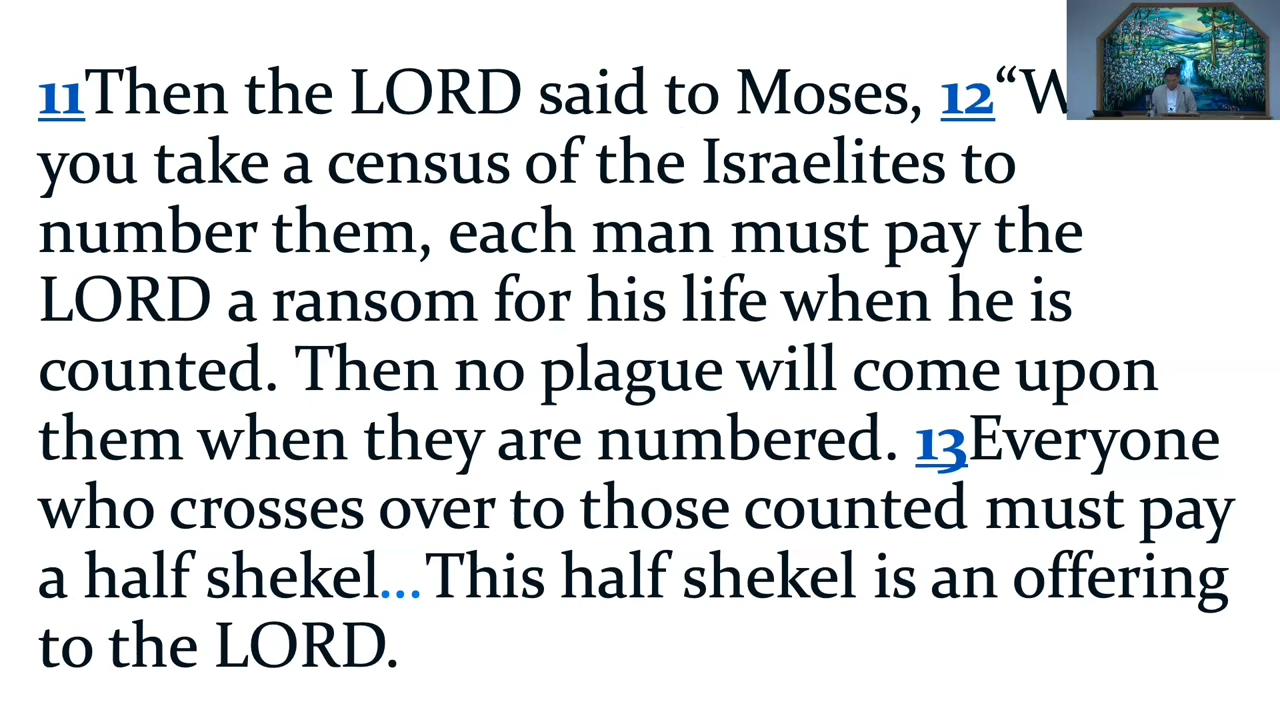 11Then the LORD said to Moses, 12“W
you take a census of the Israelites to
number them, each man must pay the
LORD a ransom for his life when he is
counted. Then no plague will come upon
them when they are numbered. 13Everyone
who crosses over to those counted must pay
a half shekel...This half shekel is an offering
to the LORD.